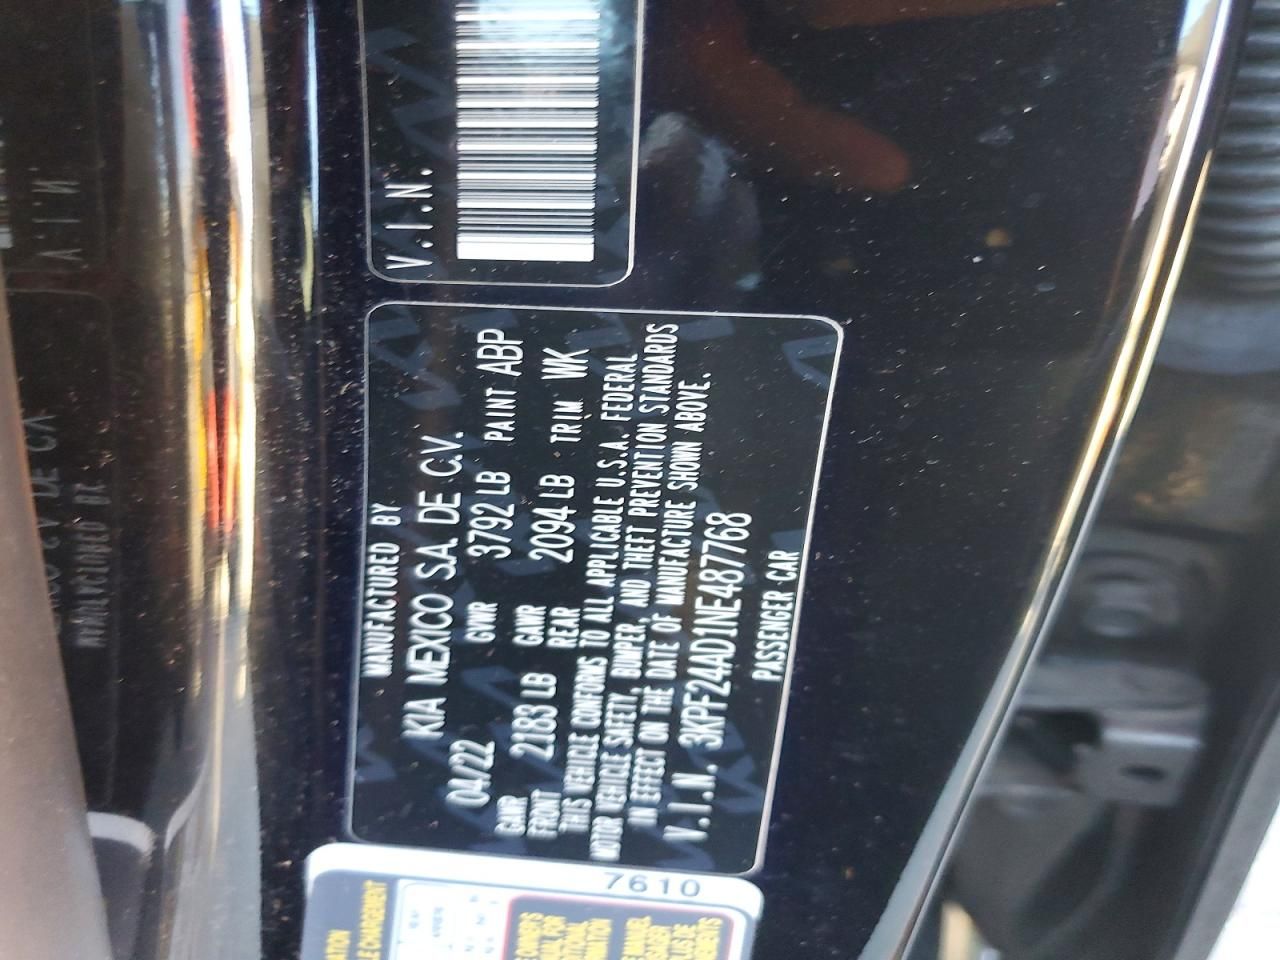 V.I.N.
MANUFACTURED BY
KIA MEXICO S.A. DE C.V.
04/22 GVWR 3792 LB PAINT ABP
GAWR FRONT 2183 LB GAWR REAR 2094 LB TRIM WK
THIS VEHICLE CONFORMS TO ALL APPLICABLE U.S.A. FEDERAL
MOTOR VEHICLE SAFETY, BUMPER, AND THEFT PREVENTION STANDARDS
IN EFFECT ON THE DATE OF MANUFACTURE SHOWN ABOVE.
V.I.N. 3KPF24AD1NE487768
PASSENGER CAR
7610